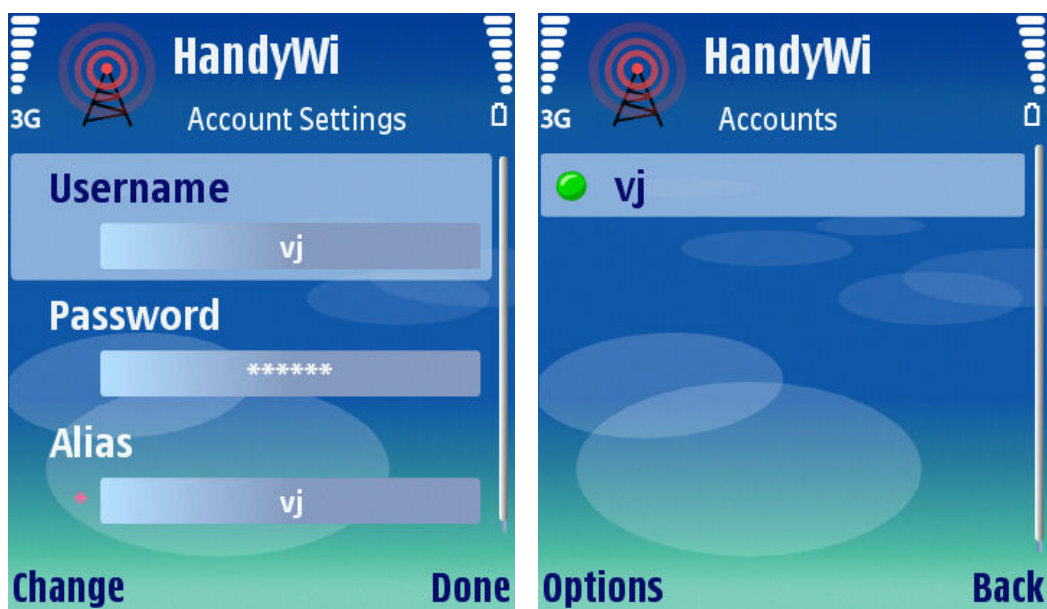 HandyWi
3G
Account Settings
Username
vj
Password
******
Alias
* vj
Change Done
HandyWi
3G
Accounts
vj
Options Back